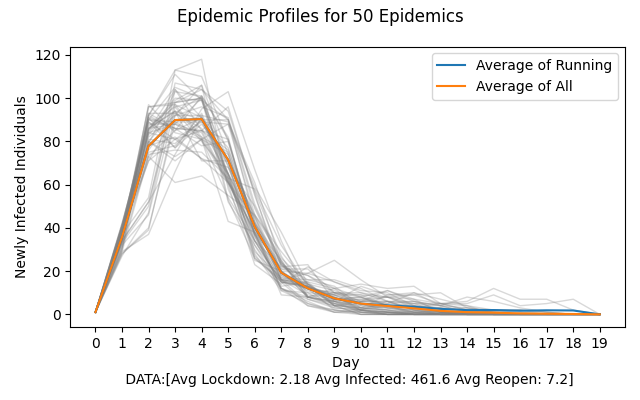 Epidemic Profiles for 50 Epidemics
Newly Infected Individuals
120
100
80
60
40
20
0
Average of Running
Average of All
0 1 2 3 4 5 6 7 8 9 10 11 12 13 14 15 16 17 18 19
Day
DATA:[Avg Lockdown: 2.18 Avg Infected: 461.6 Avg Reopen: 7.2]